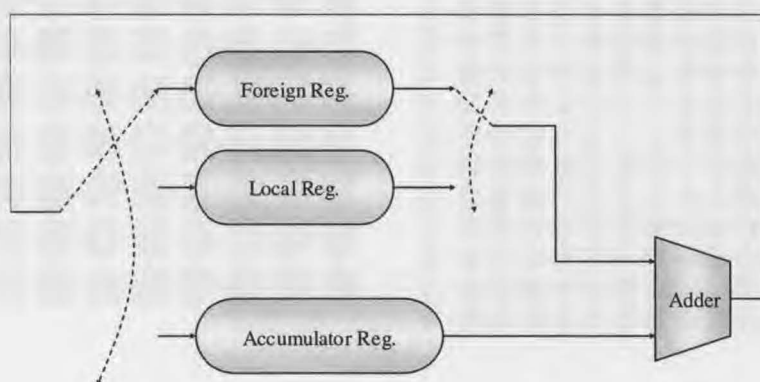 Foreign Reg.
Local Reg.
Adder
Accumulator Reg.